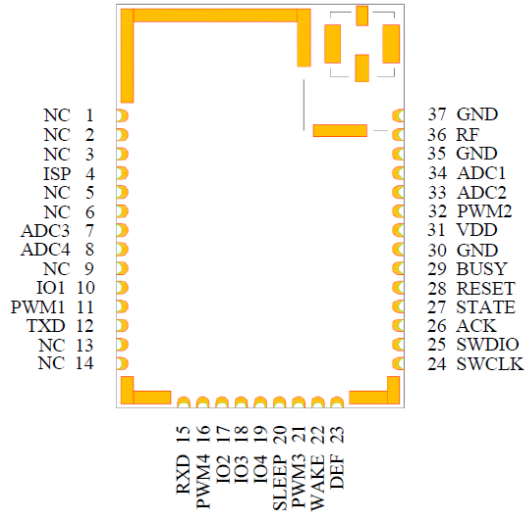 NC 1
NC 2
NC 3
ISP 4
NC 5
NC 6
ADC3 7
ADC4 8
NC 9
IO1 10
PWM1 11
TXD 12
NC 13
NC 14
RXD 15
PWM4 16
IO2 17
IO3 18
IO4 19
SLEEP 20
PWM3 21
WAKE 22
DEF 23
37 GND
36 RF
35 GND
34 ADC1
33 ADC2
32 PWM2
31 VDD
30 GND
29 BUSY
28 RESET
27 STATE
26 ACK
25 SWDIO
24 SWCLK